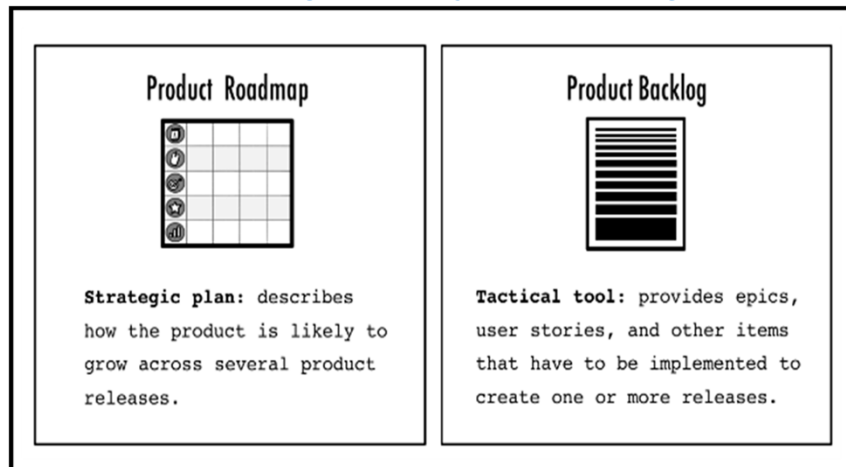 Product Roadmap
Strategic plan: describes
how the product is likely to
grow across several product
releases.
Product Backlog
Tactical tool: provides epics,
user stories, and other items
that have to be implemented to
create one or more releases.